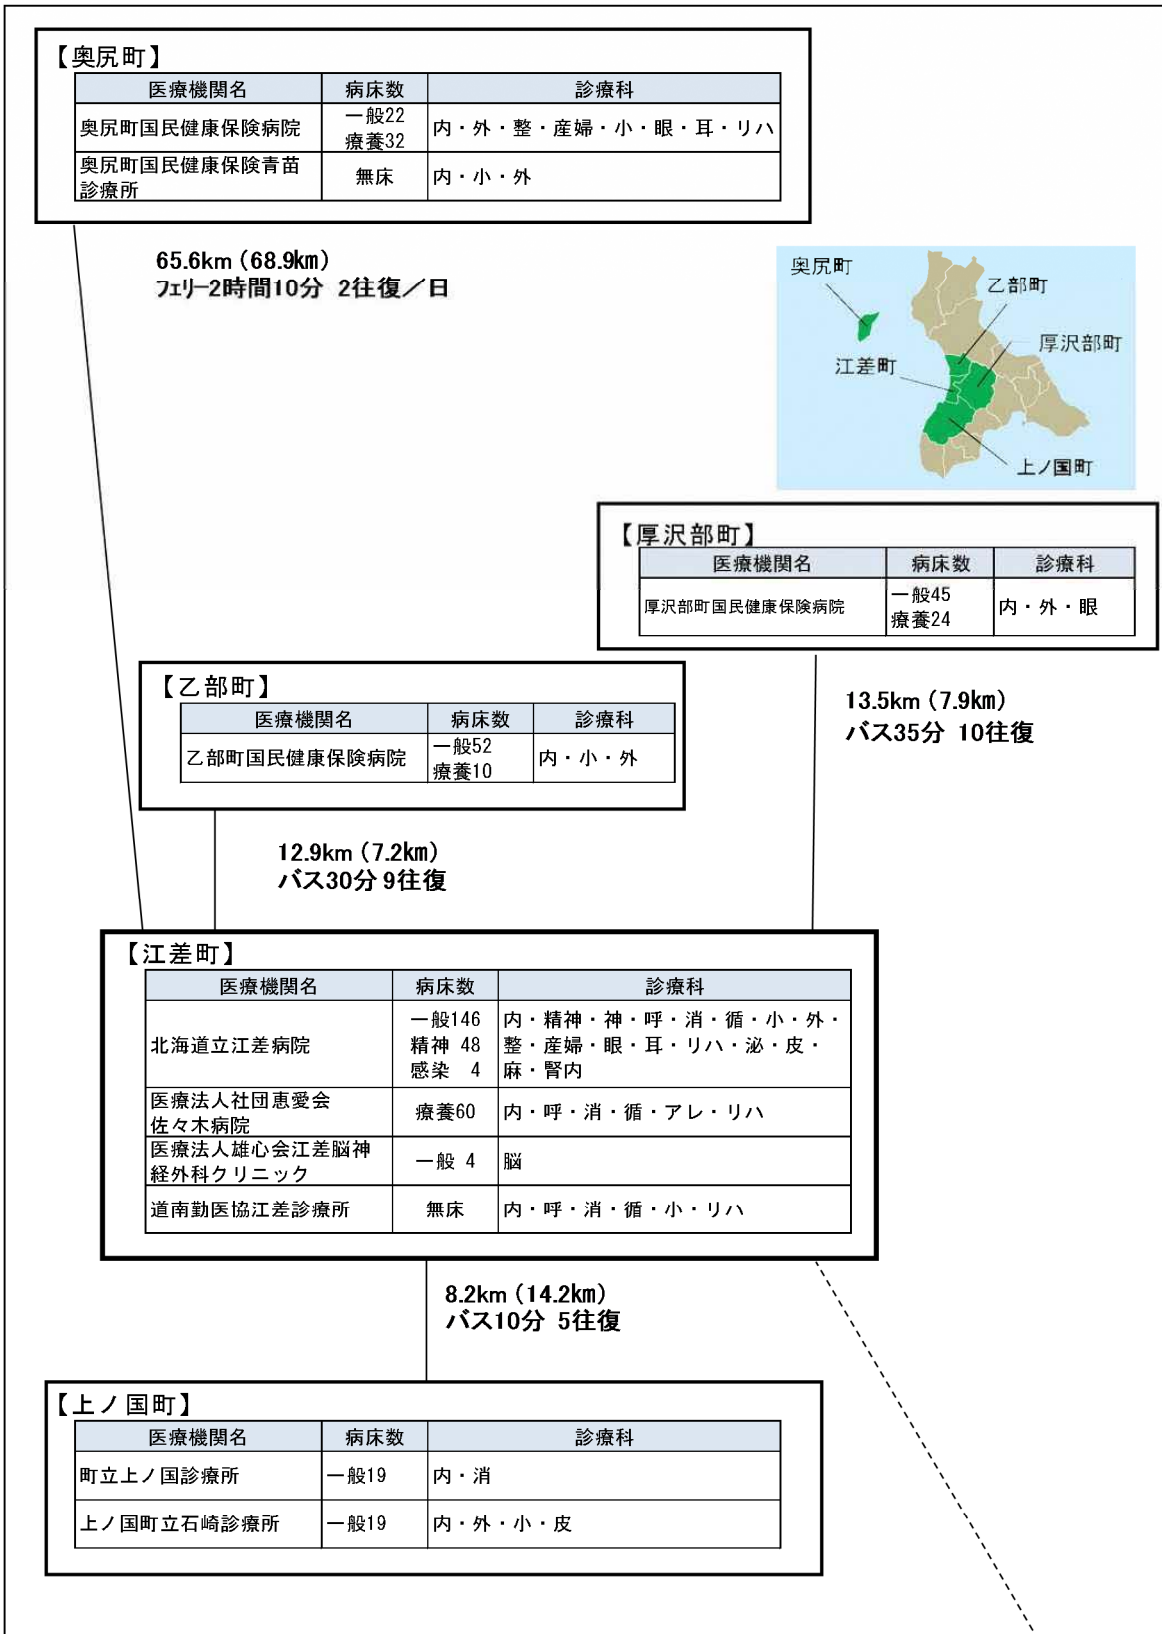 【奥尻町】
医療機関名 病床数 診療科
奥尻町国民健康保険病院 一般22 療養32 内・外・整・産婦・小・眼・耳・リハ
奥尻町国民健康保険青苗
診療所 無床 内・小・外
65.6km（68.9km）
フェリー2時間10分 2往復／日
奥尻町
乙部町
厚沢部町
江差町
上ノ国町
【厚沢部町】
医療機関名 病床数 診療科
厚沢部町国民健康保険病院 一般45 療養24 内・外・眼
13.5km（7.9km）
バス35分 10往復
【乙部町】
医療機関名 病床数 診療科
乙部町国民健康保険病院 一般52 療養10 内・小・外
12.9km（7.2km）
バス30分 9往復
【江差町】
医療機関名 病床数 診療科
北海道立江差病院
一般146
精神 48
感染 4
内・精神・神・呼・消・循・小・外・
整・産婦・眼・耳・リハ・泌・皮・
麻・腎内
医療法人社団恵愛会
佐々木病院 療養60 内・呼・消・循・アレ・リハ
医療法人雄心会江差脳神
経外科クリニック 一般 4 脳
道南勤医協江差診療所 無床 内・呼・消・循・小・リハ
8.2km（14.2km）
バス10分 5往復
【上ノ国町】
医療機関名 病床数 診療科
町立上ノ国診療所 一般19 内・消
上ノ国町立石崎診療所 一般19 内・外・小・皮